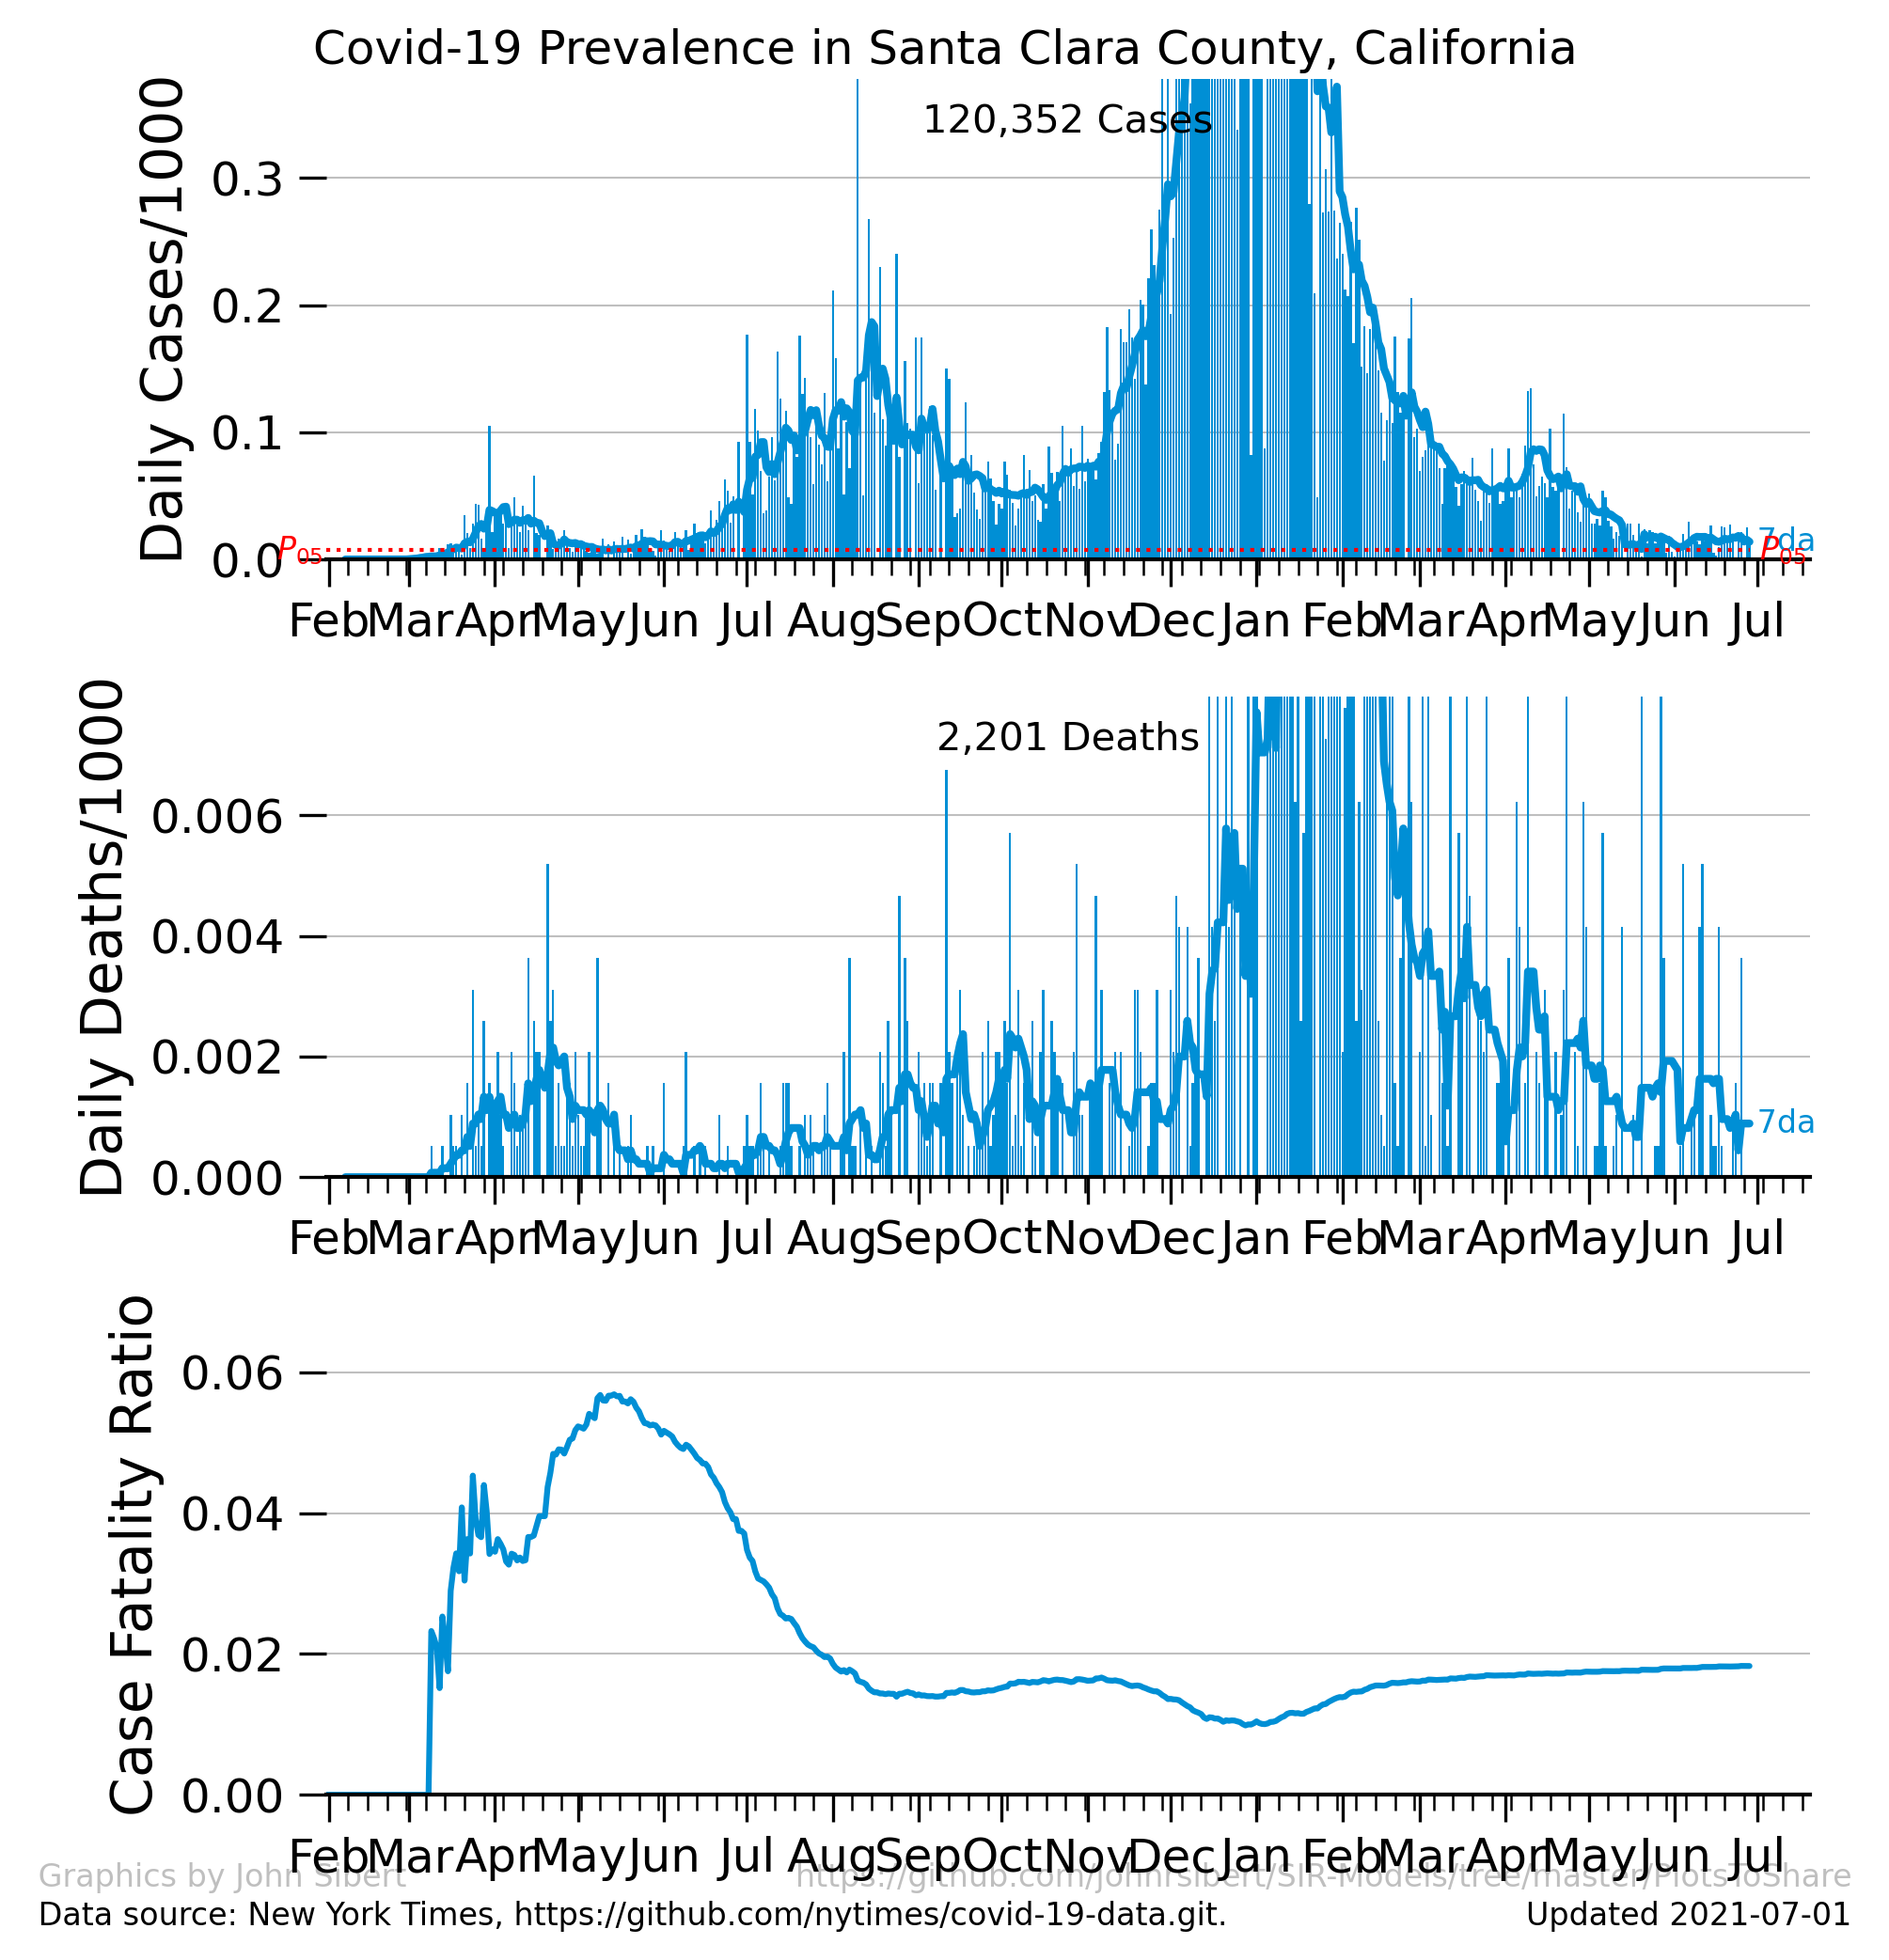 Covid-19 Prevalence in Santa Clara County, California
Daily Cases/1000
120,352 Cases
0.3
0.2
0.1
0.0
P05
7da
P05
Feb Mar Apr May Jun Jul Aug Sep Oct Nov Dec Jan Feb Mar Apr May Jun Jul
Daily Deaths/1000
2,201 Deaths
0.006
0.004
0.002
0.000
7da
Feb Mar Apr May Jun Jul Aug Sep Oct Nov Dec Jan Feb Mar Apr May Jun Jul
Case Fatality Ratio
0.06
0.04
0.02
0.00
Feb Mar Apr May Jun Jul Aug Sep Oct Nov Dec Jan Feb Mar Apr May Jun Jul
Graphics by John Sibert
https://github.com/johnrsibert/SIR-Models/tree/master/PlotsToShare
Data source: New York Times, https://github.com/nytimes/covid-19-data.git.
Updated 2021-07-01